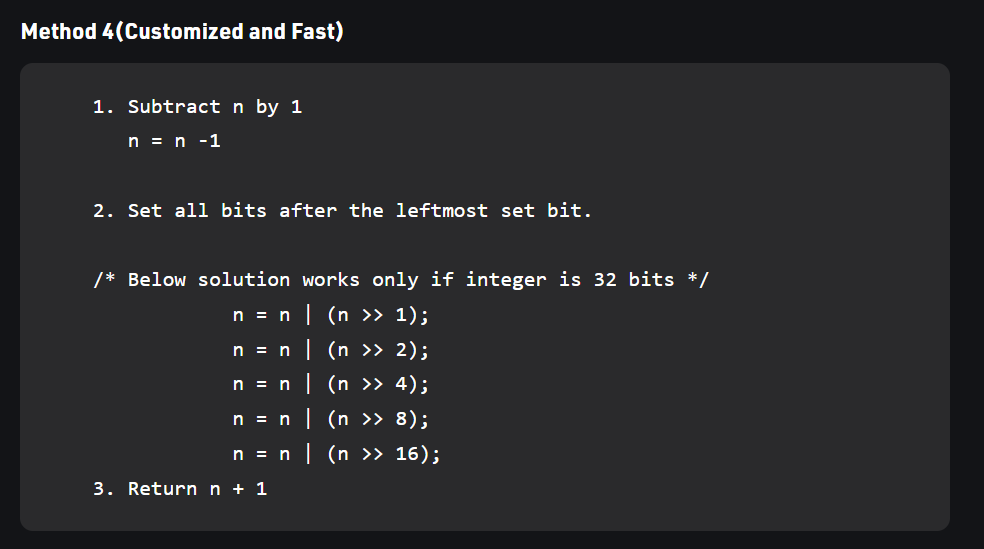 Method 4(Customized and Fast)
1. Subtract n by 1
n = n -1
2. Set all bits after the leftmost set bit.
/* Below solution works only if integer is 32 bits */
n = n | (n >> 1);
n = n | (n >> 2);
n = n | (n >> 4);
n = n | (n >> 8);
n = n | (n >> 16);
3. Return n + 1